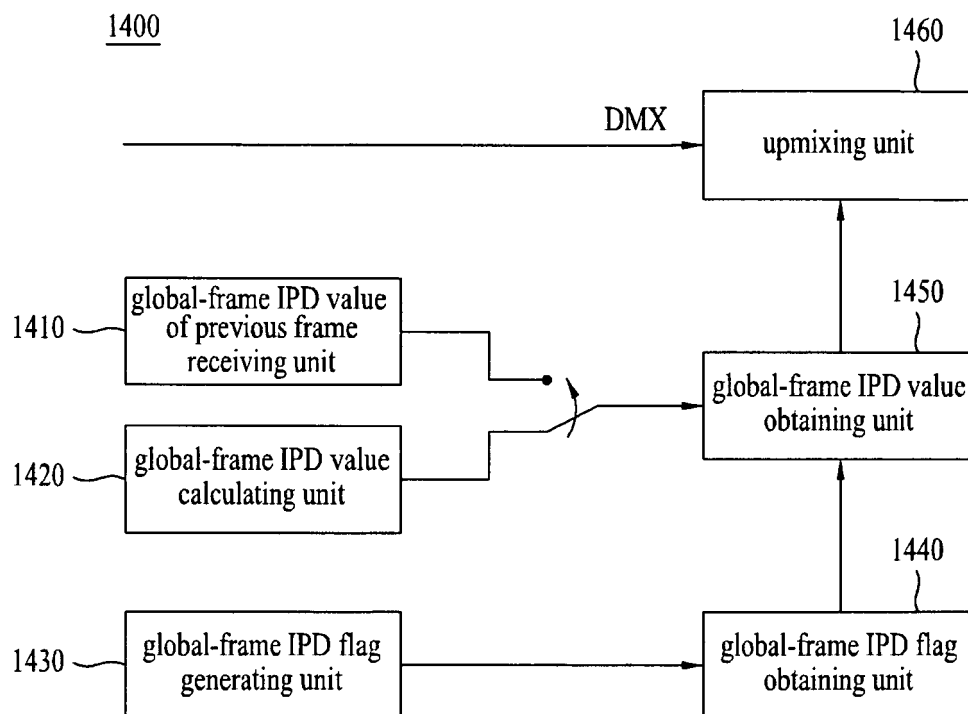 1400
1460
DMX
upmixing unit
1450
1410
global-frame IPD value
of previous frame
receiving unit
global-frame IPD value
obtaining unit
1420
global-frame IPD value
calculating unit
1440
1430
global-frame IPD flag
generating unit
global-frame IPD flag
obtaining unit